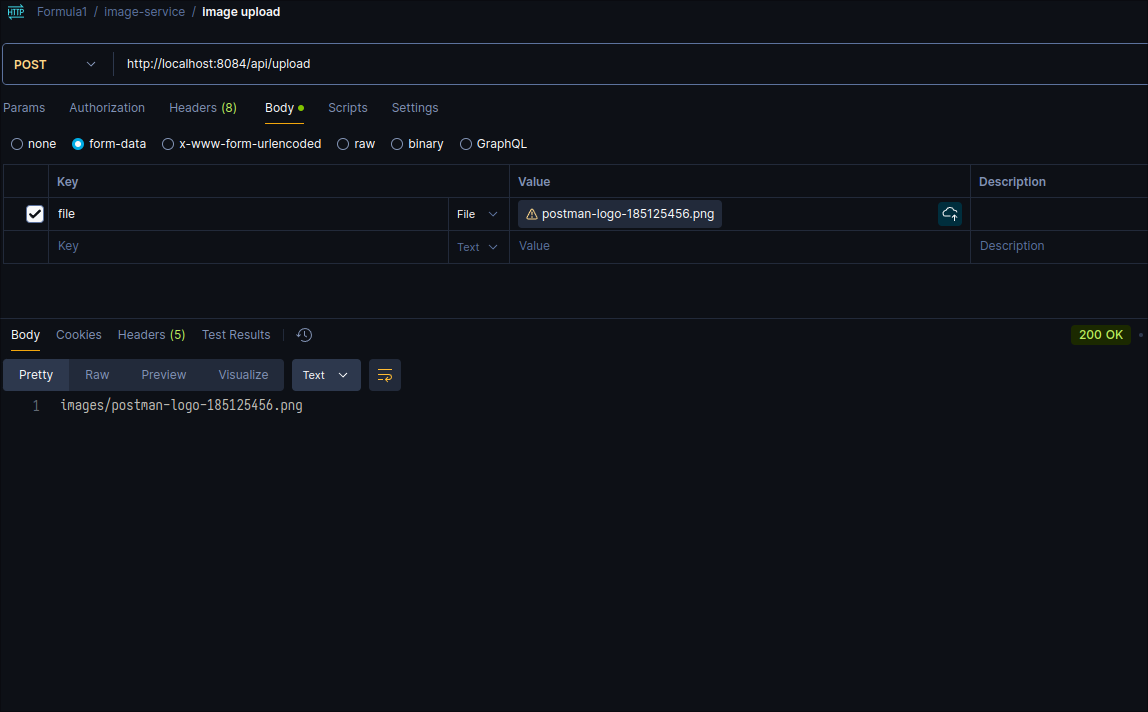 HTTP Formula1 / image-service / image upload
POST http://localhost:8084/api/upload
Params Authorization Headers (8) Body Scripts Settings
none form-data x-www-form-urlencoded raw binary GraphQL
Key Value Description
file File postman-logo-185125456.png
Key Text Value Description
Body Cookies Headers (5) Test Results 200 OK
Pretty Raw Preview Visualize Text
1 images/postman-logo-185125456.png